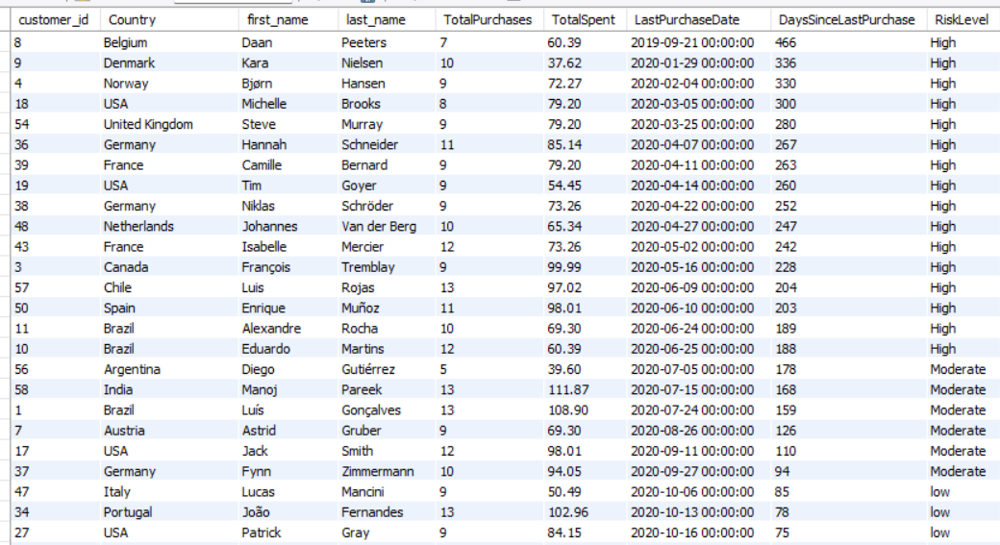 customer_id Country first_name last_name TotalPurchases TotalSpent LastPurchaseDate DaysSinceLastPurchase RiskLevel
8 Belgium Daan Peeters 7 60.39 2019-09-21 00:00:00 466 High
9 Denmark Kara Nielsen 10 37.62 2020-01-29 00:00:00 336 High
4 Norway Bjørn Hansen 9 72.27 2020-02-04 00:00:00 330 High
18 USA Michelle Brooks 8 79.20 2020-03-05 00:00:00 300 High
54 United Kingdom Steve Murray 9 79.20 2020-03-25 00:00:00 280 High
36 Germany Hannah Schneider 11 85.14 2020-04-07 00:00:00 267 High
39 France Camille Bernard 9 79.20 2020-04-11 00:00:00 263 High
19 USA Tim Goyer 9 54.45 2020-04-14 00:00:00 260 High
38 Germany Niklas Schröder 9 73.26 2020-04-22 00:00:00 252 High
48 Netherlands Johannes Van der Berg 10 65.34 2020-04-27 00:00:00 247 High
43 France Isabelle Mercier 12 73.26 2020-05-02 00:00:00 242 High
3 Canada François Tremblay 9 99.99 2020-05-16 00:00:00 228 High
57 Chile Luis Rojas 13 97.02 2020-06-09 00:00:00 204 High
50 Spain Enrique Muñoz 11 98.01 2020-06-10 00:00:00 203 High
11 Brazil Alexandre Rocha 10 69.30 2020-06-24 00:00:00 189 High
10 Brazil Eduardo Martins 12 60.39 2020-06-25 00:00:00 188 High
56 Argentina Diego Gutiérrez 5 39.60 2020-07-05 00:00:00 178 Moderate
58 India Manoj Pareek 13 111.87 2020-07-15 00:00:00 168 Moderate
1 Brazil Luís Gonçalves 13 108.90 2020-07-24 00:00:00 159 Moderate
7 Austria Astrid Gruber 9 69.30 2020-08-26 00:00:00 126 Moderate
17 USA Jack Smith 12 98.01 2020-09-11 00:00:00 110 Moderate
37 Germany Fynn Zimmermann 10 94.05 2020-09-27 00:00:00 94 Moderate
47 Italy Lucas Mancini 9 50.49 2020-10-06 00:00:00 85 low
34 Portugal João Fernandes 13 102.96 2020-10-13 00:00:00 78 low
27 USA Patrick Gray 9 84.15 2020-10-16 00:00:00 75 low